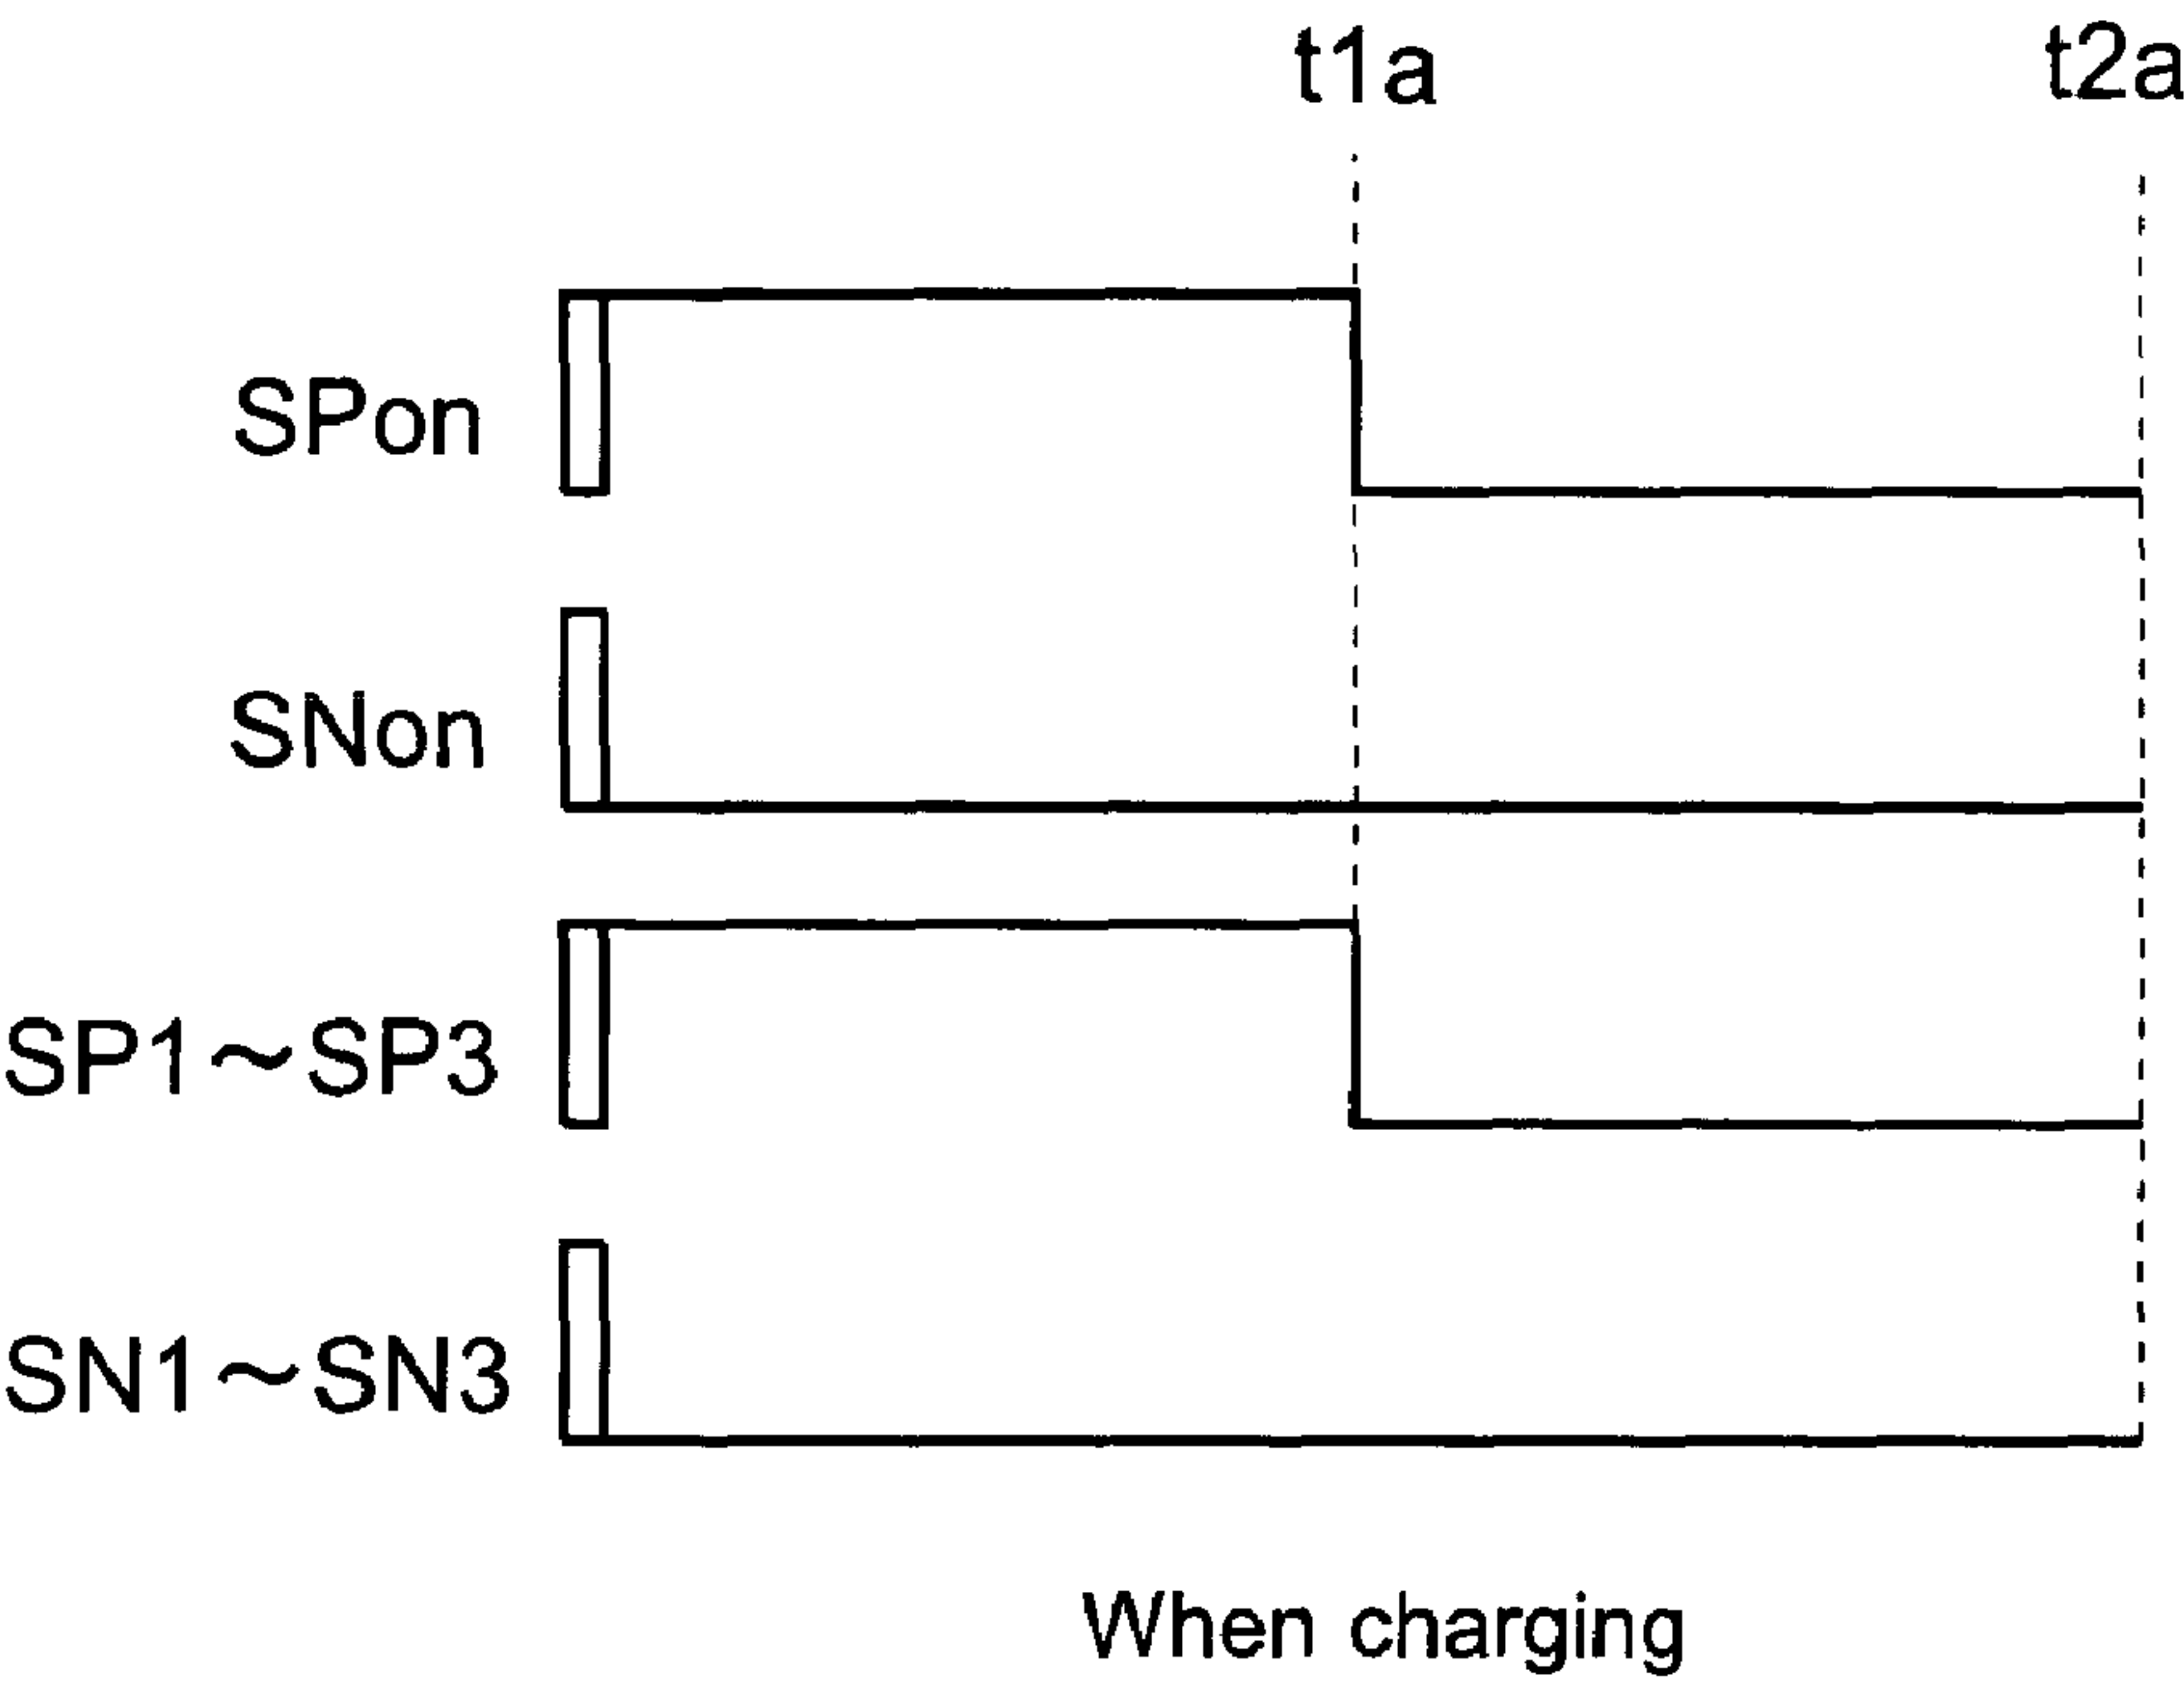 t1a t2a
SPon
SNon
SP1~SP3
SN1~SN3
When charging